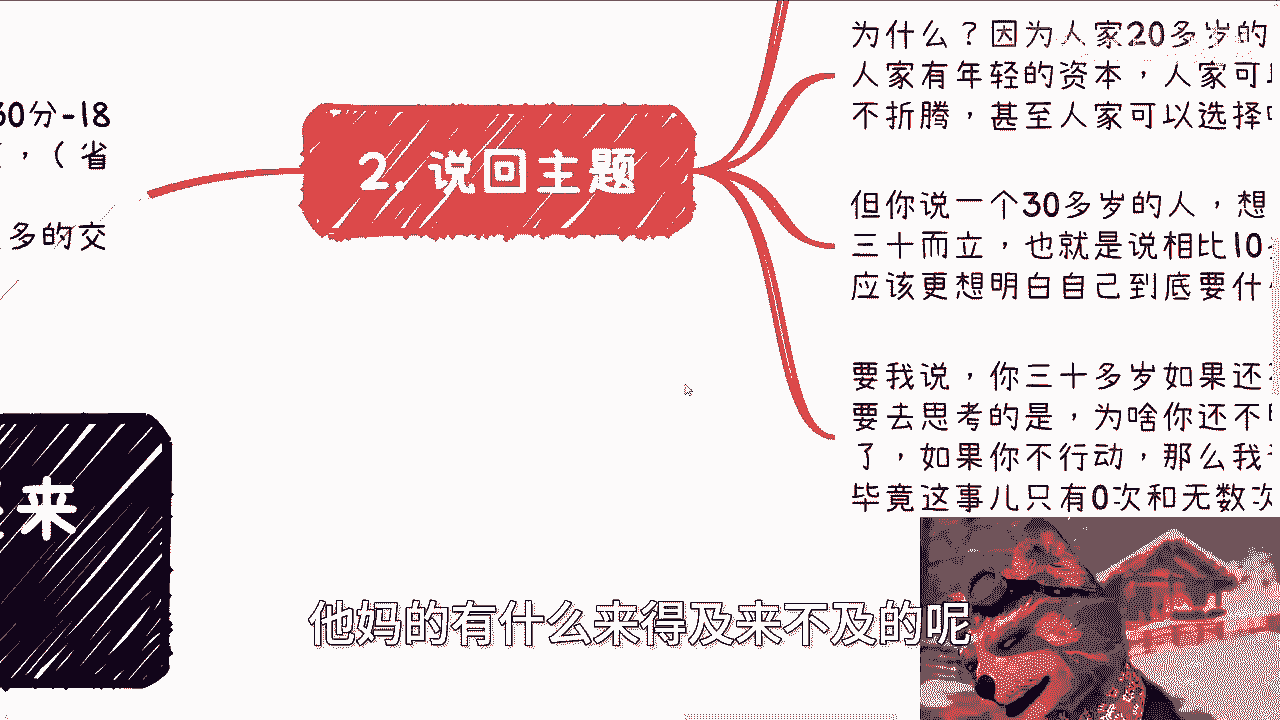 30分-18
,(省
多的交
来
2. 说回主题
为什么?因为人家20多岁的
人家有年轻的资本,人家可以
不折腾,甚至人家可以选择
但你说一个30多岁的人,想
三十而立,也就是说相比10
应该更想明白自己到底要什
要我说,你三十多岁如果还
要去思考的是,为啥你还不
了,如果你不行动,那么我
毕竟这事儿只有0次和无数次
他妈的有什么来得及来不及的呢